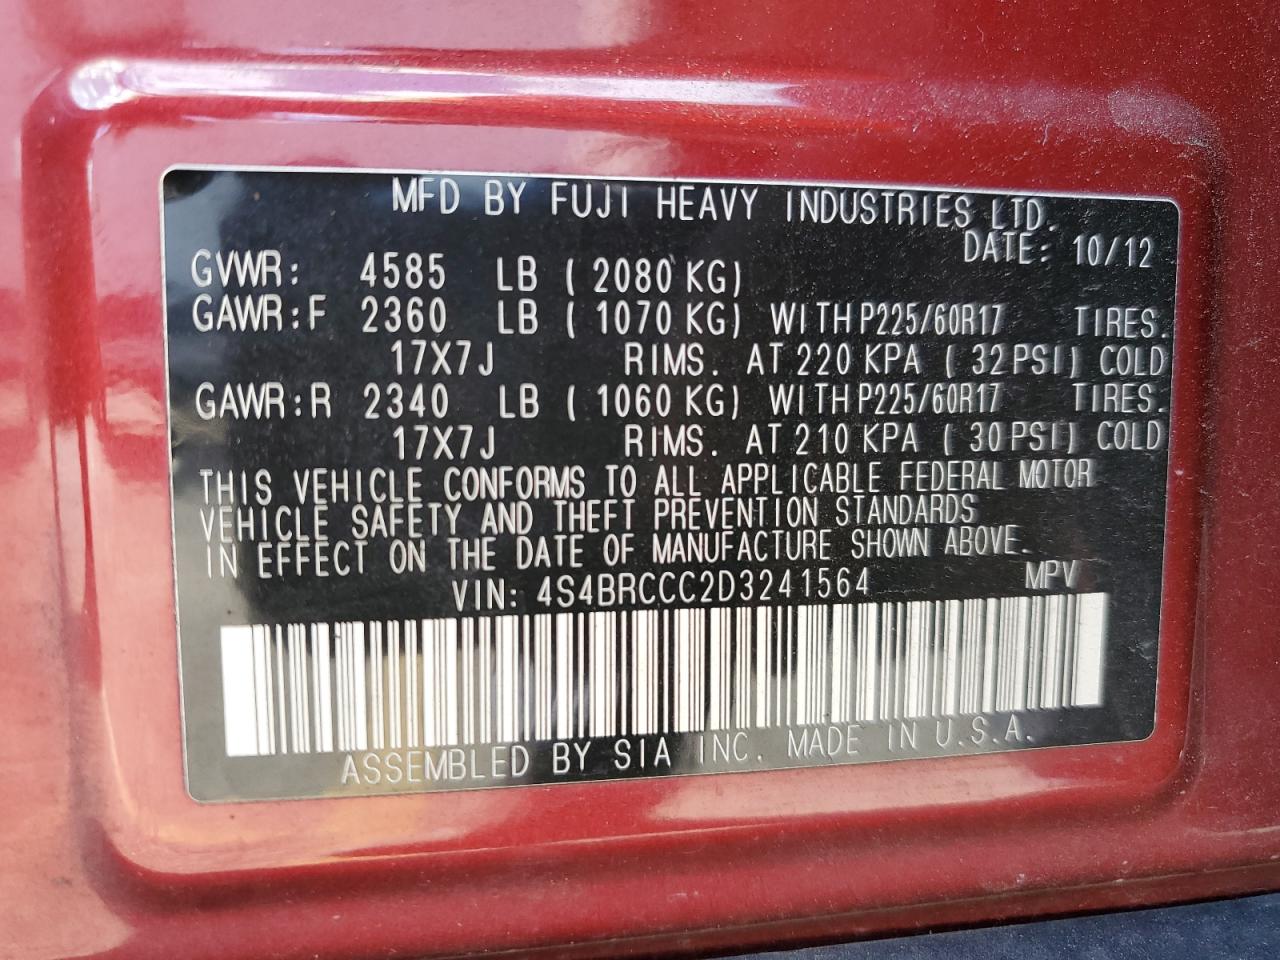 MFD BY FUJI HEAVY INDUSTRIES LTD.
DATE: 10/12
GVWR: 4585 LB ( 2080 KG)
GAWR:F 2360 LB ( 1070 KG) WITH P225/60R17 TIRES.
17X7J RIMS. AT 220 KPA ( 32 PSI) COLD
GAWR:R 2340 LB ( 1060 KG) WITH P225/60R17 TIRES.
17X7J RIMS. AT 210 KPA ( 30 PSI) COLD
THIS VEHICLE CONFORMS TO ALL APPLICABLE FEDERAL MOTOR
VEHICLE SAFETY AND THEFT PREVENTION STANDARDS
IN EFFECT ON THE DATE OF MANUFACTURE SHOWN ABOVE.
VIN: 4S4BRCCC2D3241564 MPV
ASSEMBLED BY SIA INC. MADE IN U.S.A.